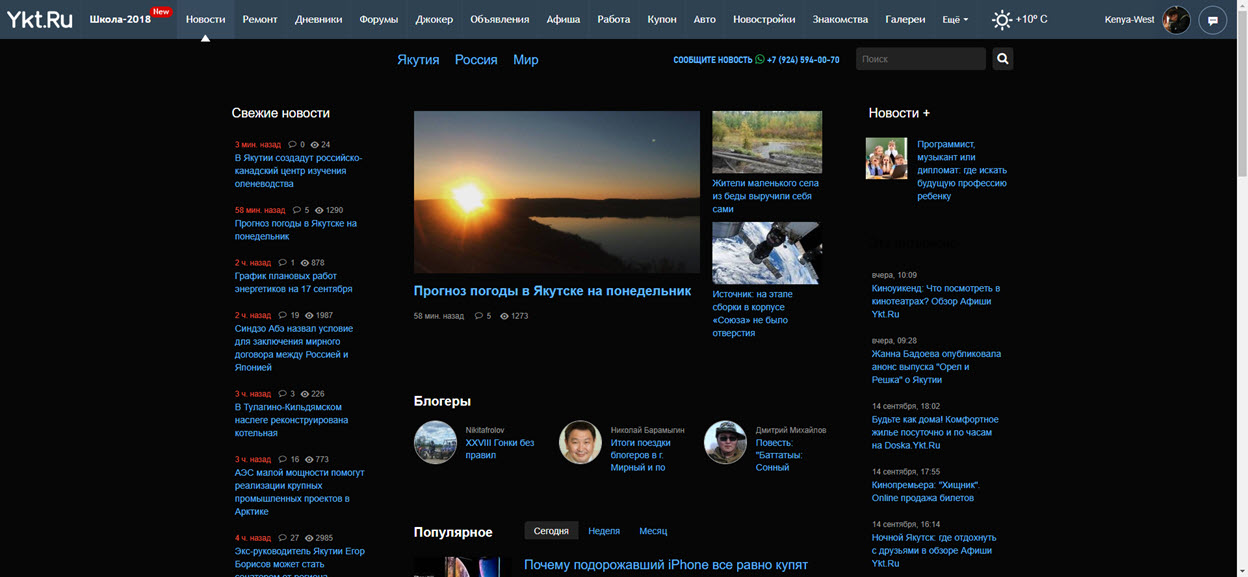 Ykt.Ru
Школа-2018 New
Новости Ремонт Дневники Форумы Джокер Объявления Афиша Работа Купон Авто Новостройки Знакомства Галереи Ещё
+10° C
Kenya-West
Якутия Россия Мир
СООБЩИТЕ НОВОСТЬ +7 (924) 594-00-70
Поиск
Свежие новости
3 мин. назад 0 24
В Якутии создадут российско-
канадский центр изучения
оленеводства
58 мин. назад 5 1290
Прогноз погоды в Якутске на
понедельник
2 ч. назад 1 878
График плановых работ
энергетиков на 17 сентября
2 ч. назад 19 1987
Синдзо Абэ назвал условие
для заключения мирного
договора между Россией и
Японией
3 ч. назад 3 226
В Тулагино-Кильдямском
наслеге реконструирована
котельная
3 ч. назад 16 773
АЭС малой мощности помогут
реализации крупных
промышленных проектов в
Арктике
4 ч. назад 27 2985
Экс-руководитель Якутии Егор
Борисов может стать
сенатором от региона
Прогноз погоды в Якутске на понедельник
58 мин. назад 5 1273
Жители маленького села
из беды выручили себя
сами
Источник: на этапе
сборки в корпусе
«Союза» не было
отверстия
Блогеры
Nikitafrolov
XXVIII Гонки без
правил
Николай Барамыгин
Итоги поездки
блогеров в г.
Мирный и по
Дмитрий Михайлов
Повесть:
"Баттатыы:
Сонный
Популярное
Сегодня Неделя Месяц
Почему подорожавший iPhone все равно купят
Новости +
Программист,
музыкант или
дипломат: где искать
будущую профессию
ребенку
вчера, 10:09
Киноуикенд: Что посмотреть в
кинотеатрах? Обзор Афиши
Ykt.Ru
вчера, 09:28
Жанна Бадоева опубликовала
анонс выпуска "Орел и
Решка" о Якутии
14 сентября, 18:02
Будьте как дома! Комфортное
жилье посуточно и по часам
на Doska.Ykt.Ru
14 сентября, 17:55
Кинопремьера: "Хищник".
Online продажа билетов
14 сентября, 16:14
Ночной Якутск: где отдохнуть
с друзьями в обзоре Афиши
Ykt.Ru